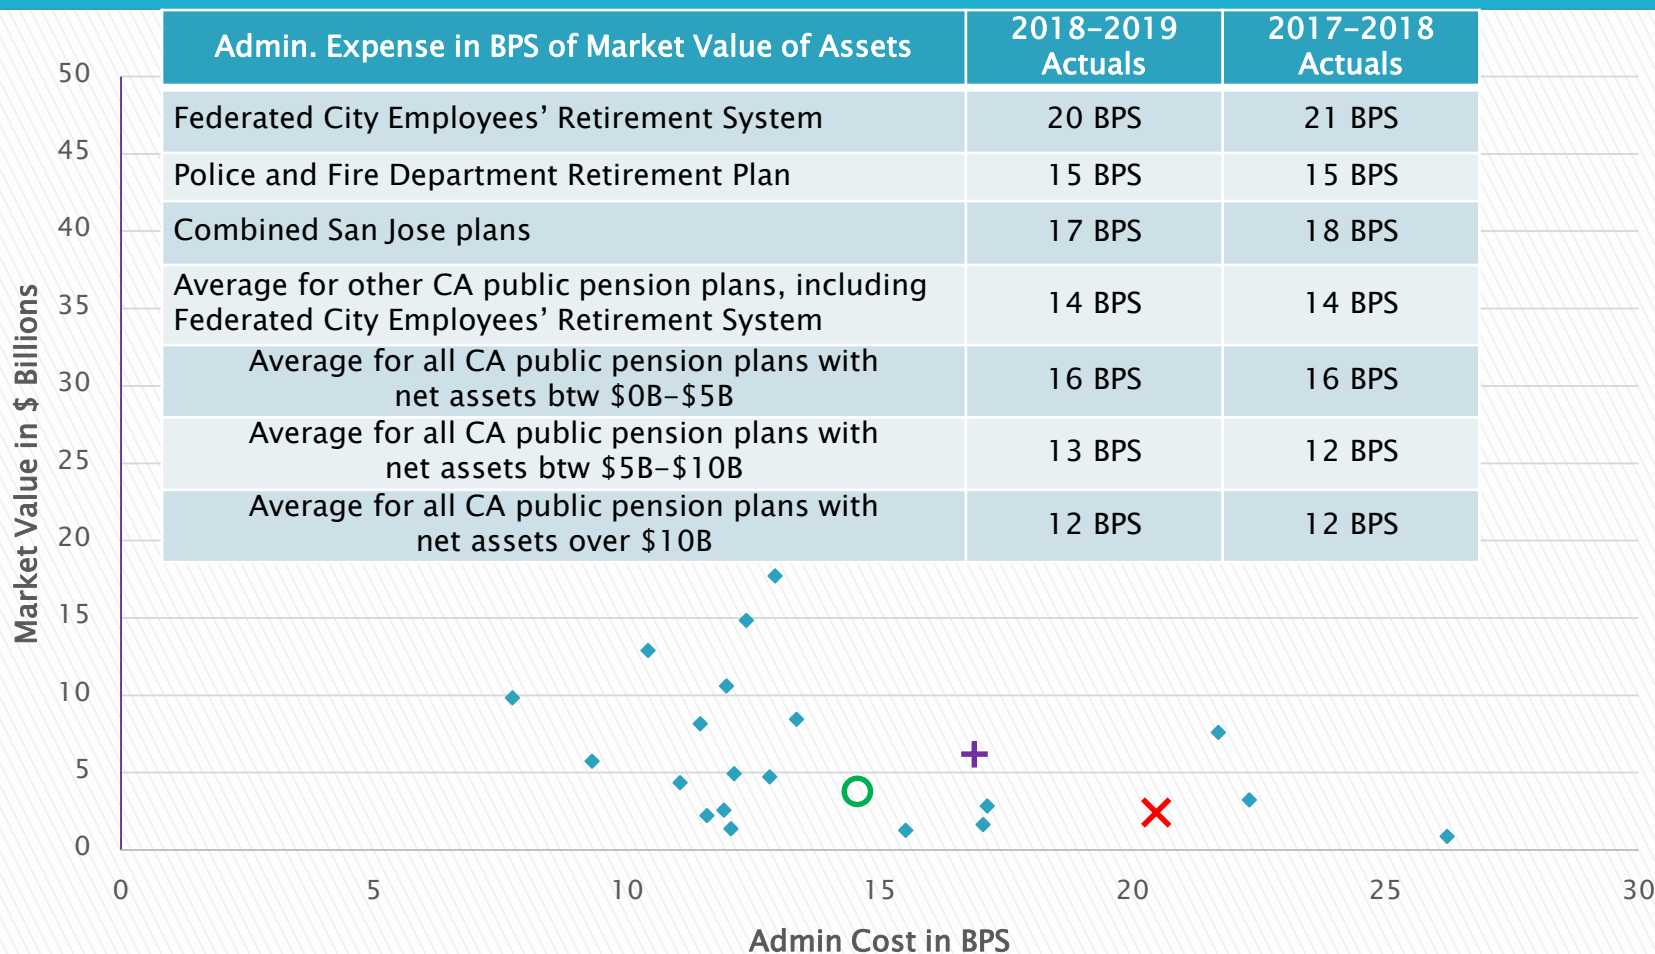 Admin. Expense in BPS of Market Value of Assets
2018–2019
Actuals
2017–2018
Actuals
Federated City Employees’ Retirement System
20 BPS
21 BPS
Police and Fire Department Retirement Plan
15 BPS
15 BPS
Combined San Jose plans
17 BPS
18 BPS
Average for other CA public pension plans, including
Federated City Employees’ Retirement System
14 BPS
14 BPS
Average for all CA public pension plans with
net assets btw $0B–$5B
16 BPS
16 BPS
Average for all CA public pension plans with
net assets btw $5B–$10B
13 BPS
12 BPS
Average for all CA public pension plans with
net assets over $10B
12 BPS
12 BPS
Market Value in $ Billions
50
45
40
35
30
25
20
15
10
5
0
0
5
10
15
20
25
30
Admin Cost in BPS